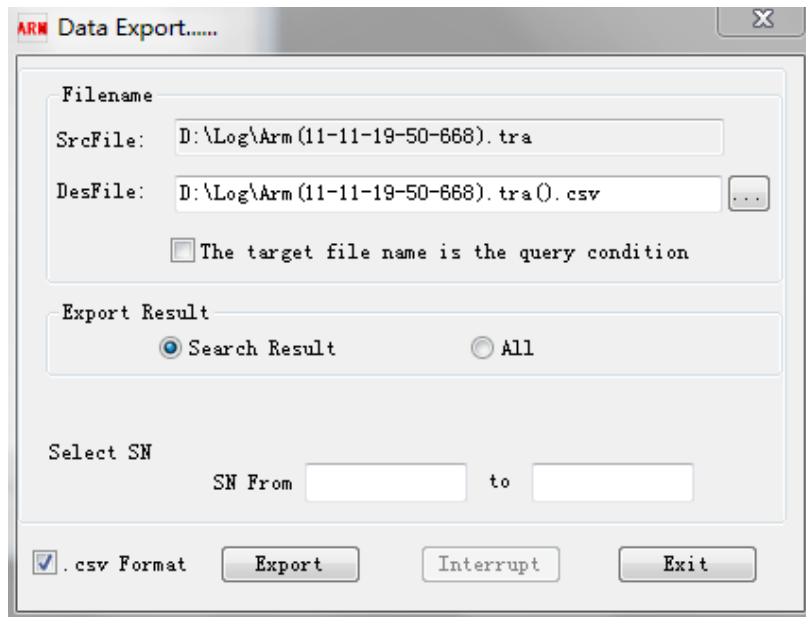 ARM Data Export......
Filename
SrcFile: D:\Log\Arm(11-11-19-50-668).tra
DesFile: D:\Log\Arm(11-11-19-50-668).tra().csv ...
The target file name is the query condition
Export Result
Search Result All
Select SN
SN From to
.csv Format Export Interrupt Exit